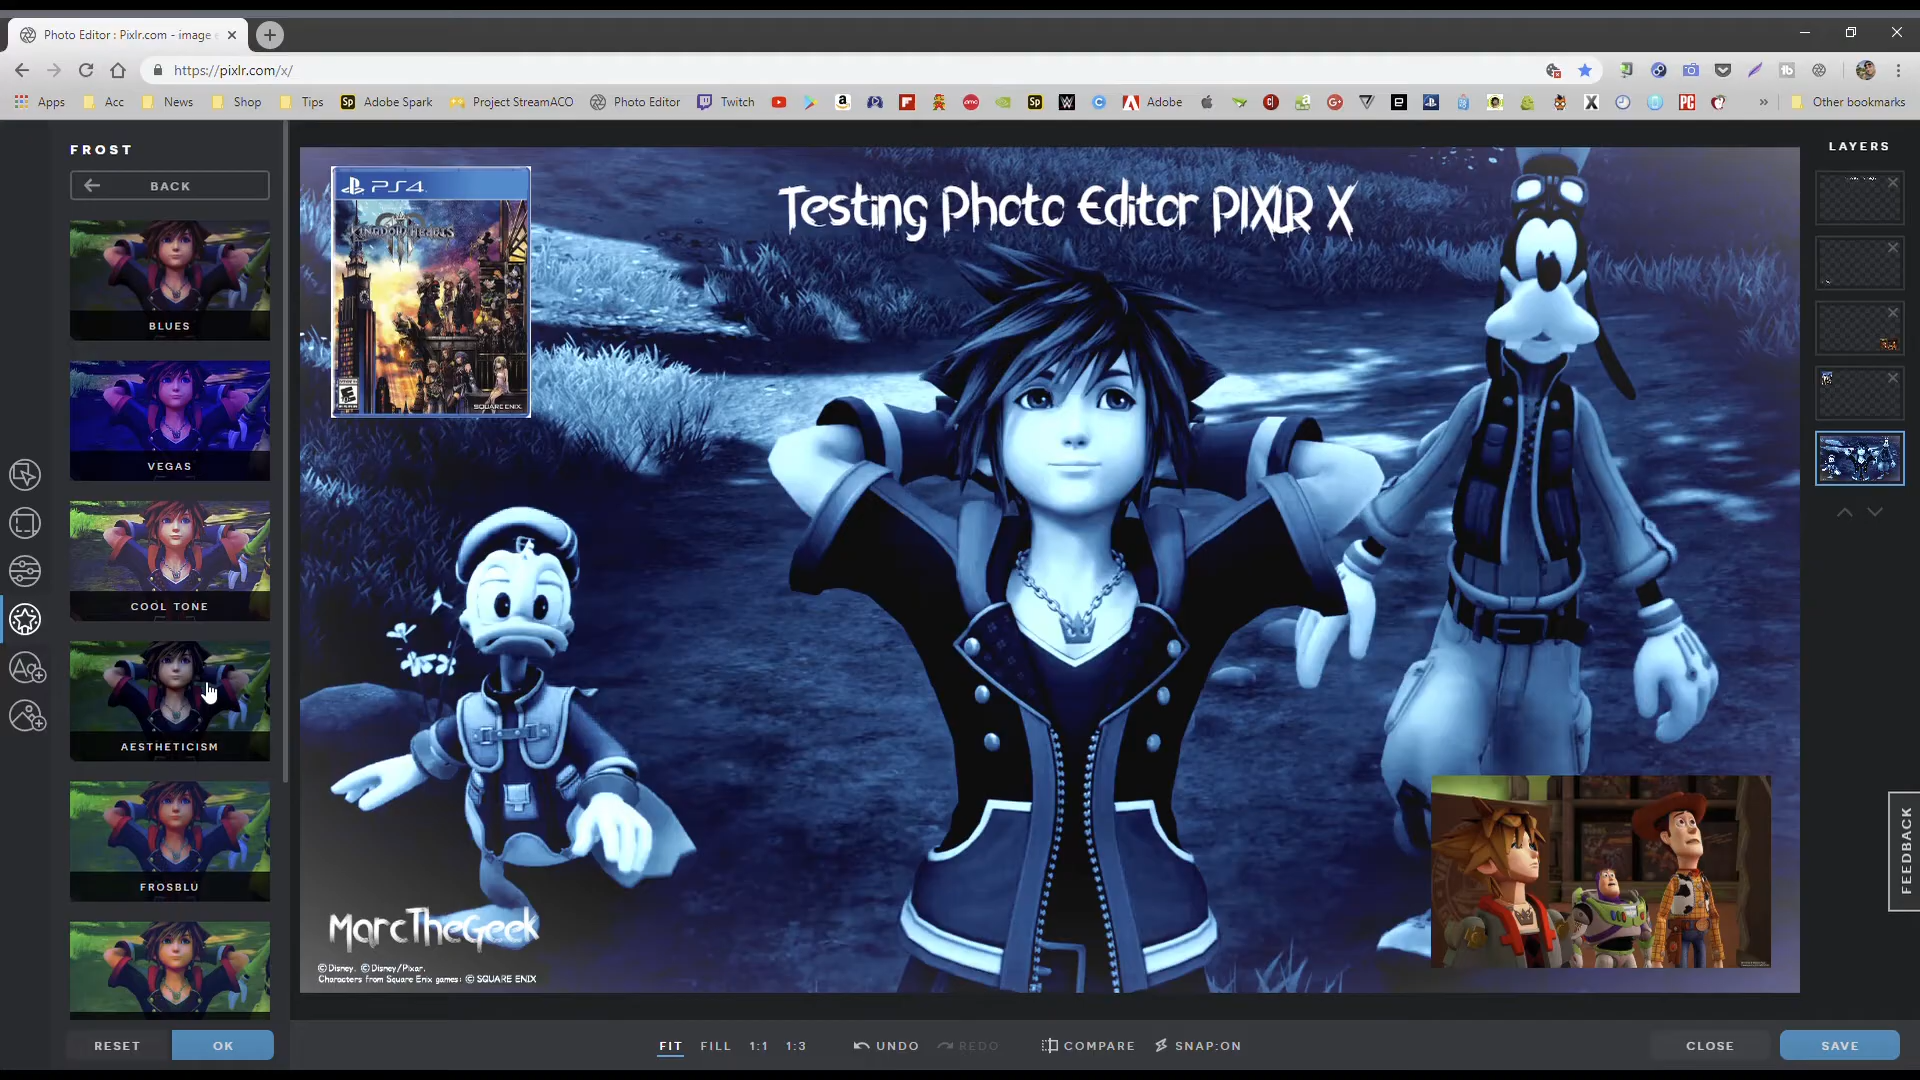 Photo Editor : Pixlr.com - image e
https://pixlr.com/x/
Apps
Acc
News
Shop
Tips
Sp
Adobe Spark
Project StreamACO
Photo Editor
Twitch
Adobe
Other bookmarks
FROST
BACK
BLUES
VEGAS
COOL TONE
AESTHETICISM
FROSBLU
RESET
OK
PS4
KINGDOM HEARTS
III
SQUARE ENIX
Testing Photo Editor PIXLR X
MarcTheGeek
©Disney. ©Disney/Pixar.
Characters from Square Enix games: © SQUARE ENIX
LAYERS
FEEDBACK
FIT
FILL
1:1
1:3
UNDO
REDO
COMPARE
SNAP:ON
CLOSE
SAVE